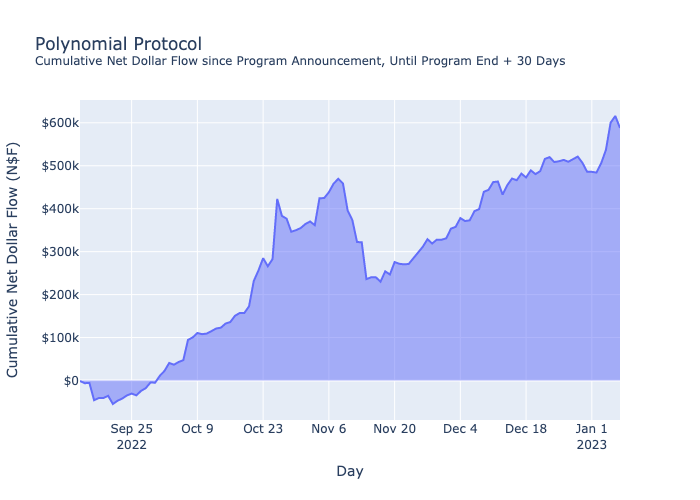 Polynomial Protocol
Cumulative Net Dollar Flow since Program Announcement, Until Program End + 30 Days
Cumulative Net Dollar Flow (N$F)
$600k
$500k
$400k
$300k
$200k
$100k
$0
Sep 25
2022
Oct 9
Oct 23
Nov 6
Nov 20
Dec 4
Dec 18
Jan 1
2023
Day